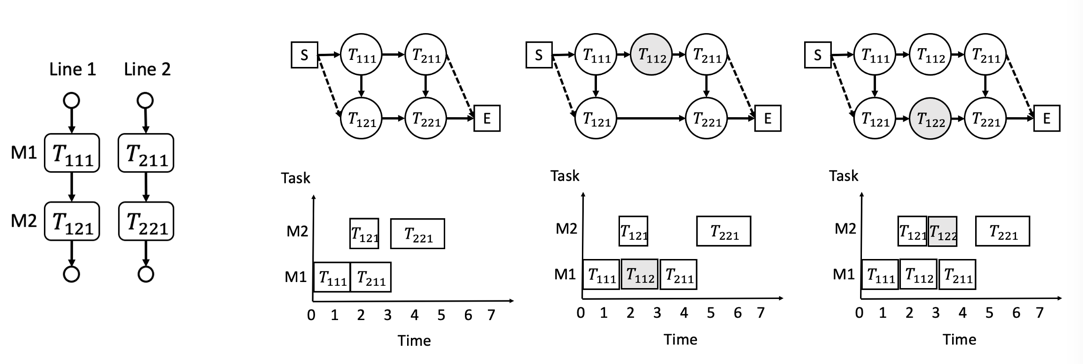 Line 1 Line 2
M1 T₁₁₁ T₂₁₁
M2 T₁₂₁ T₂₂₁
S T₁₁₁ T₂₁₁
T₁₂₁ T₂₂₁ E
Task
M2 T₁₂₁ T₂₂₁
M1 T₁₁₁ T₂₁₁
0 1 2 3 4 5 6 7
Time
S T₁₁₁ T₁₁₂ T₂₁₁
T₁₂₁ T₂₂₁ E
Task
M2 T₁₂₁ T₂₂₁
M1 T₁₁₁ T₁₁₂ T₂₁₁
0 1 2 3 4 5 6 7
Time
S T₁₁₁ T₁₁₂ T₂₁₁
T₁₂₁ T₁₂₂ T₂₂₁ E
Task
M2 T₁₂₁ T₁₂₂ T₂₂₁
M1 T₁₁₁ T₁₁₂ T₂₁₁
0 1 2 3 4 5 6 7
Time